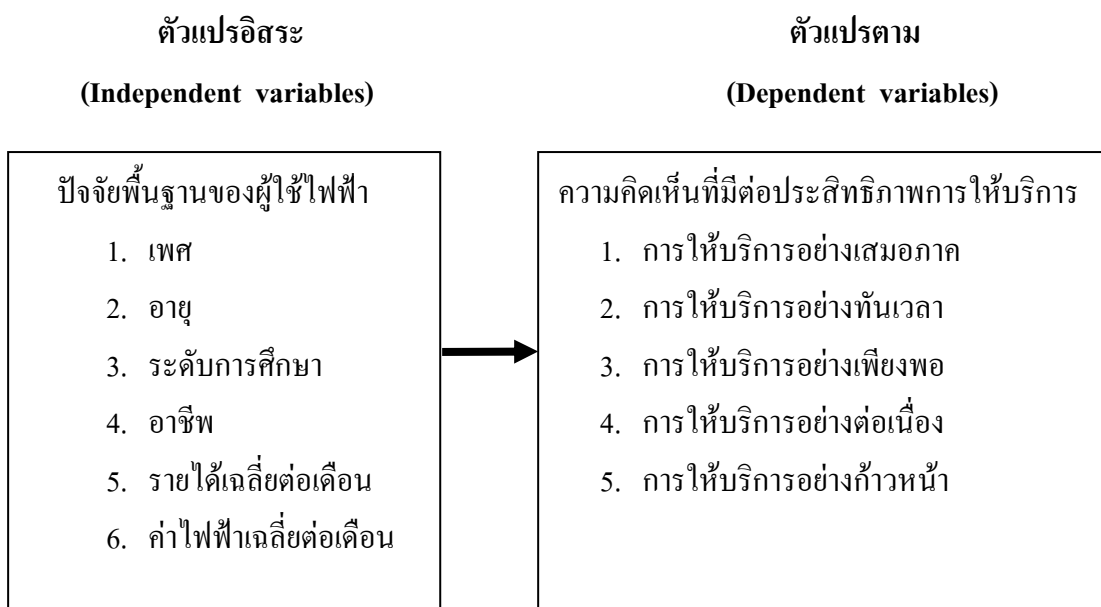 ตัวแปรอิสระ
(Independent variables)
ปัจจัยพื้นฐานของผู้ใช้ไฟฟ้า
1. เพศ
2. อายุ
3. ระดับการศึกษา
4. อาชีพ
5. รายได้เฉลี่ยต่อเดือน
6. ค่าไฟฟ้าเฉลี่ยต่อเดือน
ตัวแปรตาม
(Dependent variables)
ความคิดเห็นที่มีต่อประสิทธิภาพการให้บริการ
1. การให้บริการอย่างเสมอภาค
2. การให้บริการอย่างทันเวลา
3. การให้บริการอย่างเพียงพอ
4. การให้บริการอย่างต่อเนื่อง
5. การให้บริการอย่างก้าวหน้า